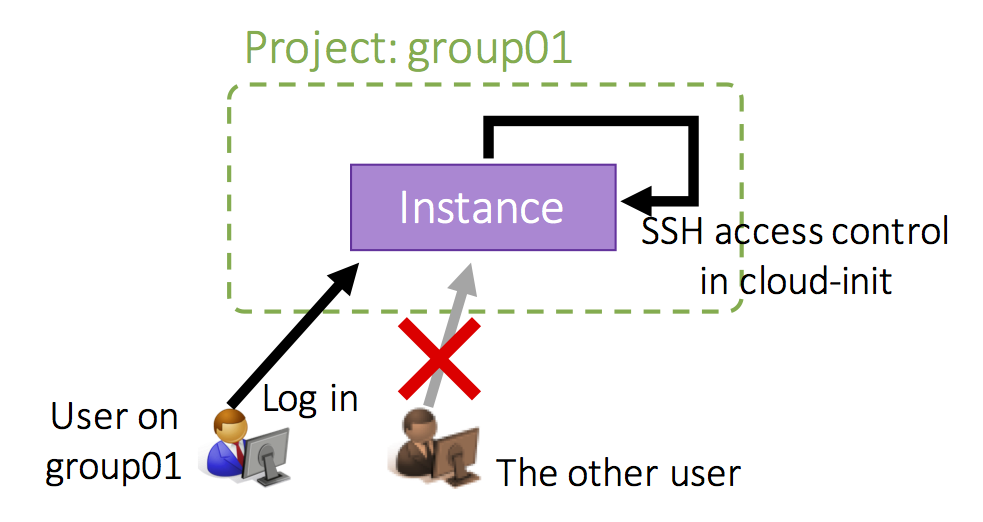 Project: group01
Instance
SSH access control
in cloud-init
Log in
User on
group01
The other user